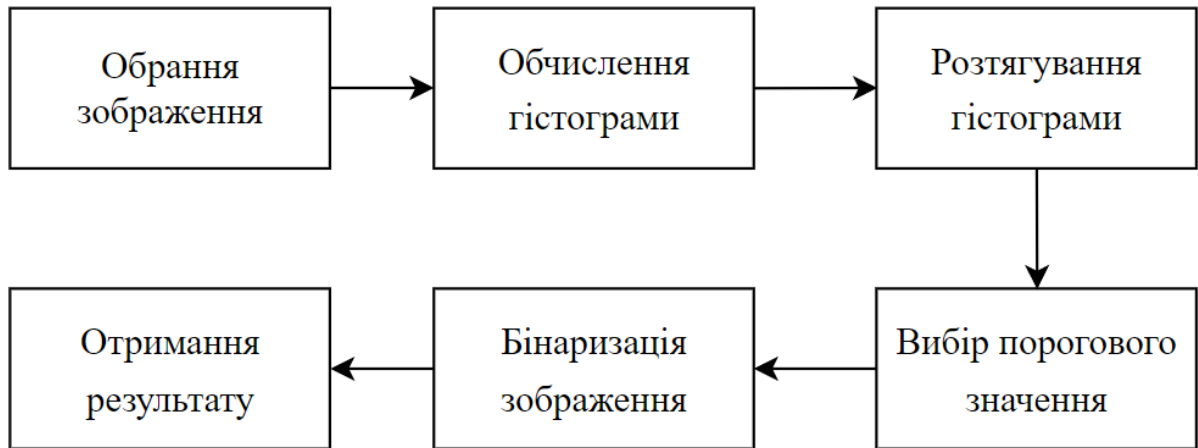 Обрання
зображення
Обчислення
гістограми
Розтягування
гістограми
Вибір порогового
значення
Бінаризація
зображення
Отримання
результату